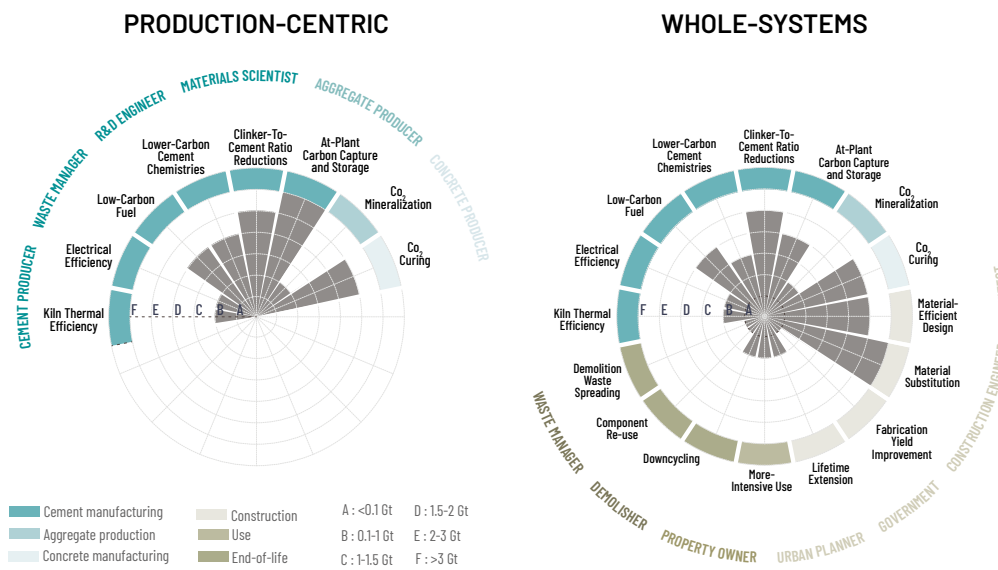 PRODUCTION-CENTRIC
CEMENT PRODUCER
WASTE MANAGER
R&D ENGINEER
MATERIALS SCIENTIST
AGGREGATE PRODUCER
CONCRETE PRODUCER
Kiln Thermal
Efficiency
Electrical
Efficiency
Low-Carbon
Fuel
Lower-Carbon
Cement
Chemistries
Clinker-To-
Cement Ratio
Reductions
At-Plant
Carbon Capture
and Storage
Co2
Mineralization
Co2
Curing
F E D C B A
WHOLE-SYSTEMS
Kiln Thermal
Efficiency
Electrical
Efficiency
Low-Carbon
Fuel
Lower-Carbon
Cement
Chemistries
Clinker-To-
Cement Ratio
Reductions
At-Plant
Carbon Capture
and Storage
Co2
Mineralization
Co2
Curing
Material-
Efficient
Design
Material
Substitution
Fabrication
Yield
Improvement
Lifetime
Extension
More-
Intensive Use
Downcycling
Component
Re-use
Demolition
Waste
Spreading
F E D C B A
WASTE MANAGER
DEMOLISHER
PROPERTY OWNER
URBAN PLANNER
GOVERNMENT
CONSTRUCTION
Cement manufacturing
Aggregate production
Concrete manufacturing
Construction
Use
End-of-life
A : <0.1 Gt
B : 0.1-1 Gt
C : 1-1.5 Gt
D : 1.5-2 Gt
E : 2-3 Gt
F : >3 Gt